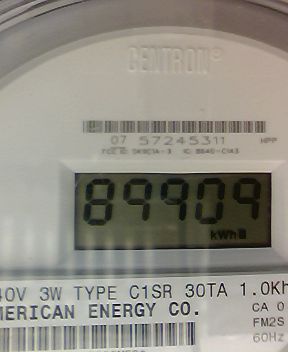 CENTRON®
07 57245311 HPP
89909
kWh
40V 3W TYPE C1SR 30TA 1.0Kh
MERICAN ENERGY CO.
CA 0
FM2S
60Hz